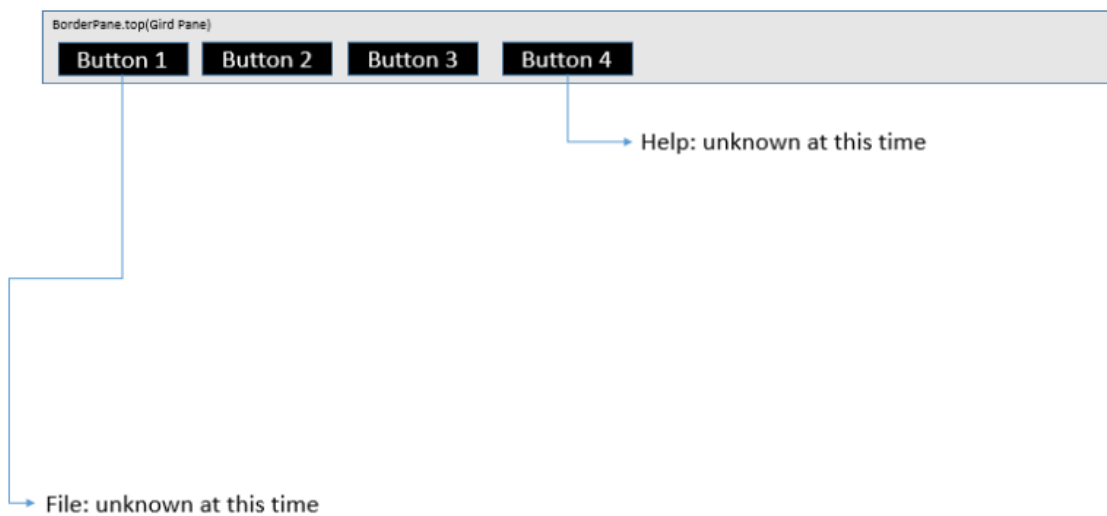 BorderPane.top(Gird Pane)
Button 1 Button 2 Button 3 Button 4
Help: unknown at this time
File: unknown at this time